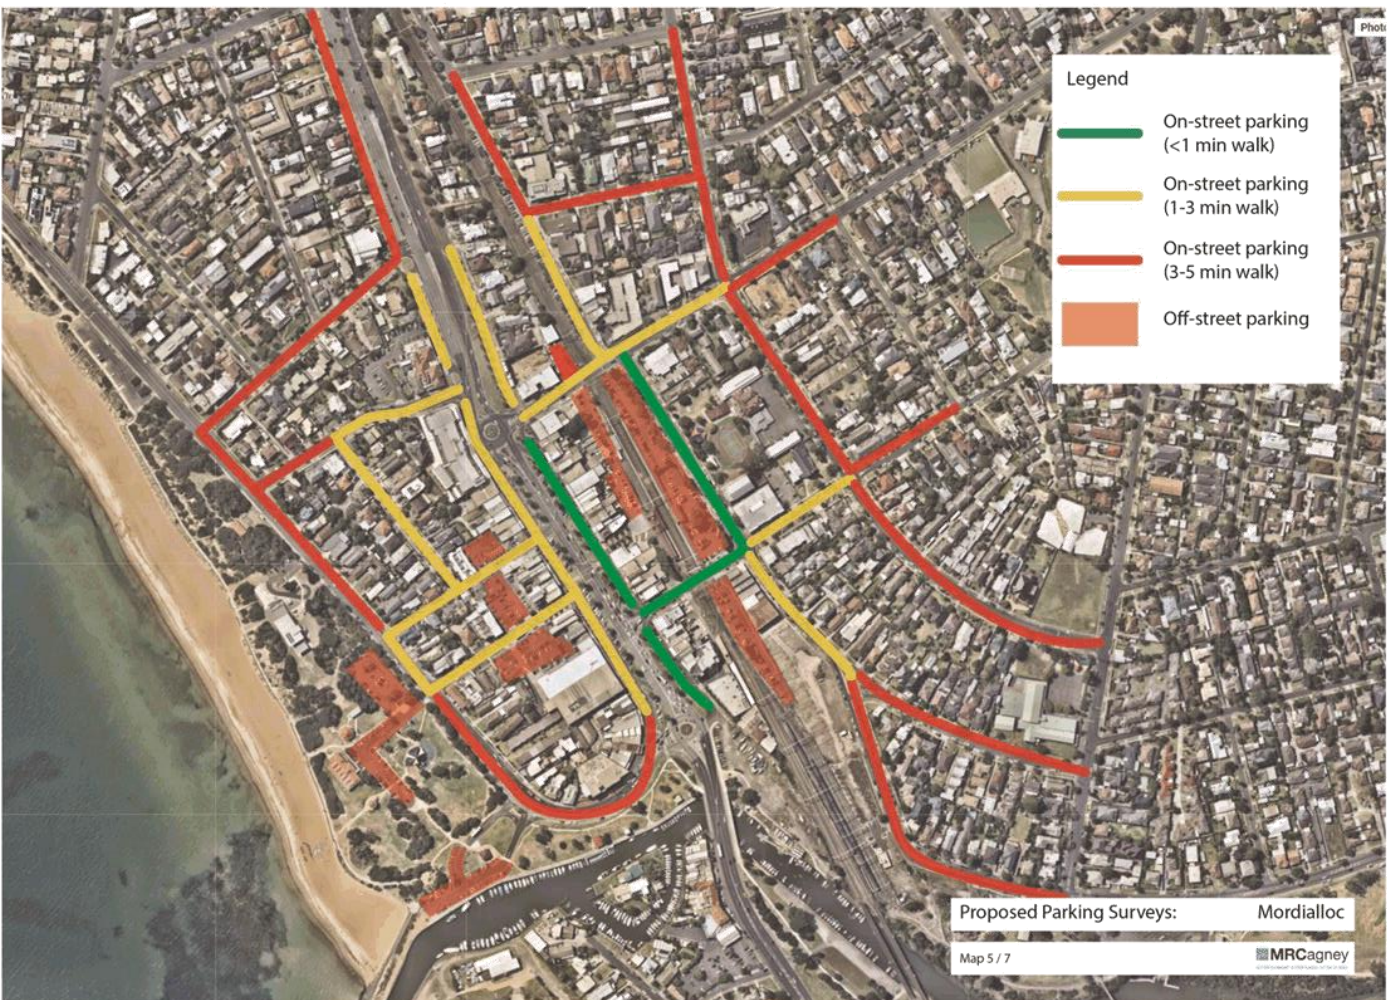 Photo
Legend
On-street parking
(<1 min walk)
On-street parking
(1-3 min walk)
On-street parking
(3-5 min walk)
Off-street parking
Proposed Parking Surveys: Mordialloc
Map 5 / 7
MRCagney